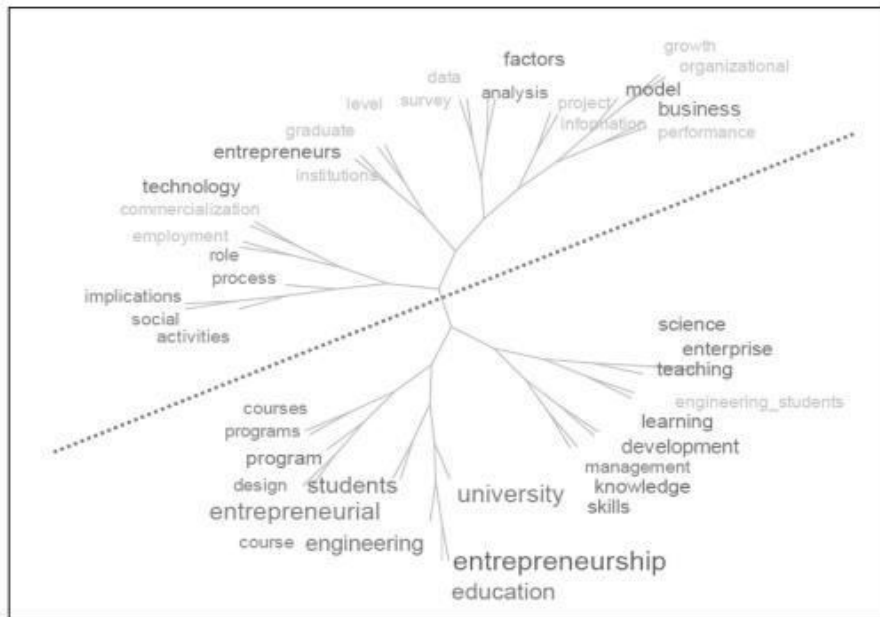 growth
factors
organizational
data
analysis
model
survey
project
level
business
information
graduate
performance
entrepreneurs
institutions
technology
commercialization
employment
role
process
implications
social
activities
science
enterprise
teaching
engineering_students
courses
learning
programs
development
program
management
design
students
knowledge
university
skills
entrepreneurial
course
engineering
entrepreneurship
education